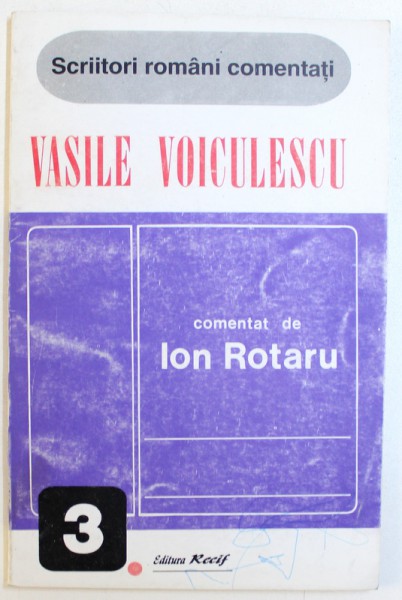 Scriitori români comentați
VASILE VOICULESCU
comentat de
Ion Rotaru
3
Editura Recif